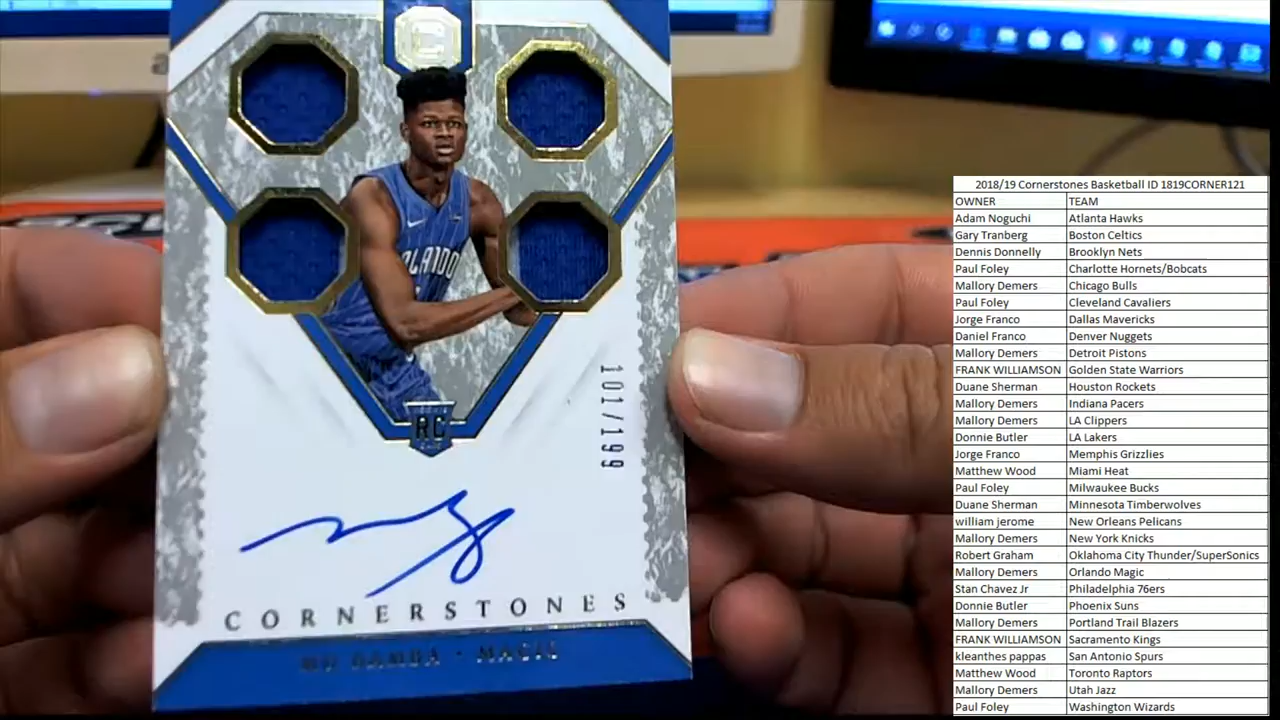 C
ORLANDO
RC
101/199
CORNERSTONES
MO BAMBA • MAGIC
2018/19 Cornerstones Basketball ID 1819CORNER121
OWNER TEAM
Adam Noguchi Atlanta Hawks
Gary Tranberg Boston Celtics
Dennis Donnelly Brooklyn Nets
Paul Foley Charlotte Hornets/Bobcats
Mallory Demers Chicago Bulls
Paul Foley Cleveland Cavaliers
Jorge Franco Dallas Mavericks
Daniel Franco Denver Nuggets
Mallory Demers Detroit Pistons
FRANK WILLIAMSON Golden State Warriors
Duane Sherman Houston Rockets
Mallory Demers Indiana Pacers
Mallory Demers LA Clippers
Donnie Butler LA Lakers
Jorge Franco Memphis Grizzlies
Matthew Wood Miami Heat
Paul Foley Milwaukee Bucks
Duane Sherman Minnesota Timberwolves
william jerome New Orleans Pelicans
Mallory Demers New York Knicks
Robert Graham Oklahoma City Thunder/SuperSonics
Mallory Demers Orlando Magic
Stan Chavez Jr Philadelphia 76ers
Donnie Butler Phoenix Suns
Mallory Demers Portland Trail Blazers
FRANK WILLIAMSON Sacramento Kings
kleanthes pappas San Antonio Spurs
Matthew Wood Toronto Raptors
Mallory Demers Utah Jazz
Paul Foley Washington Wizards